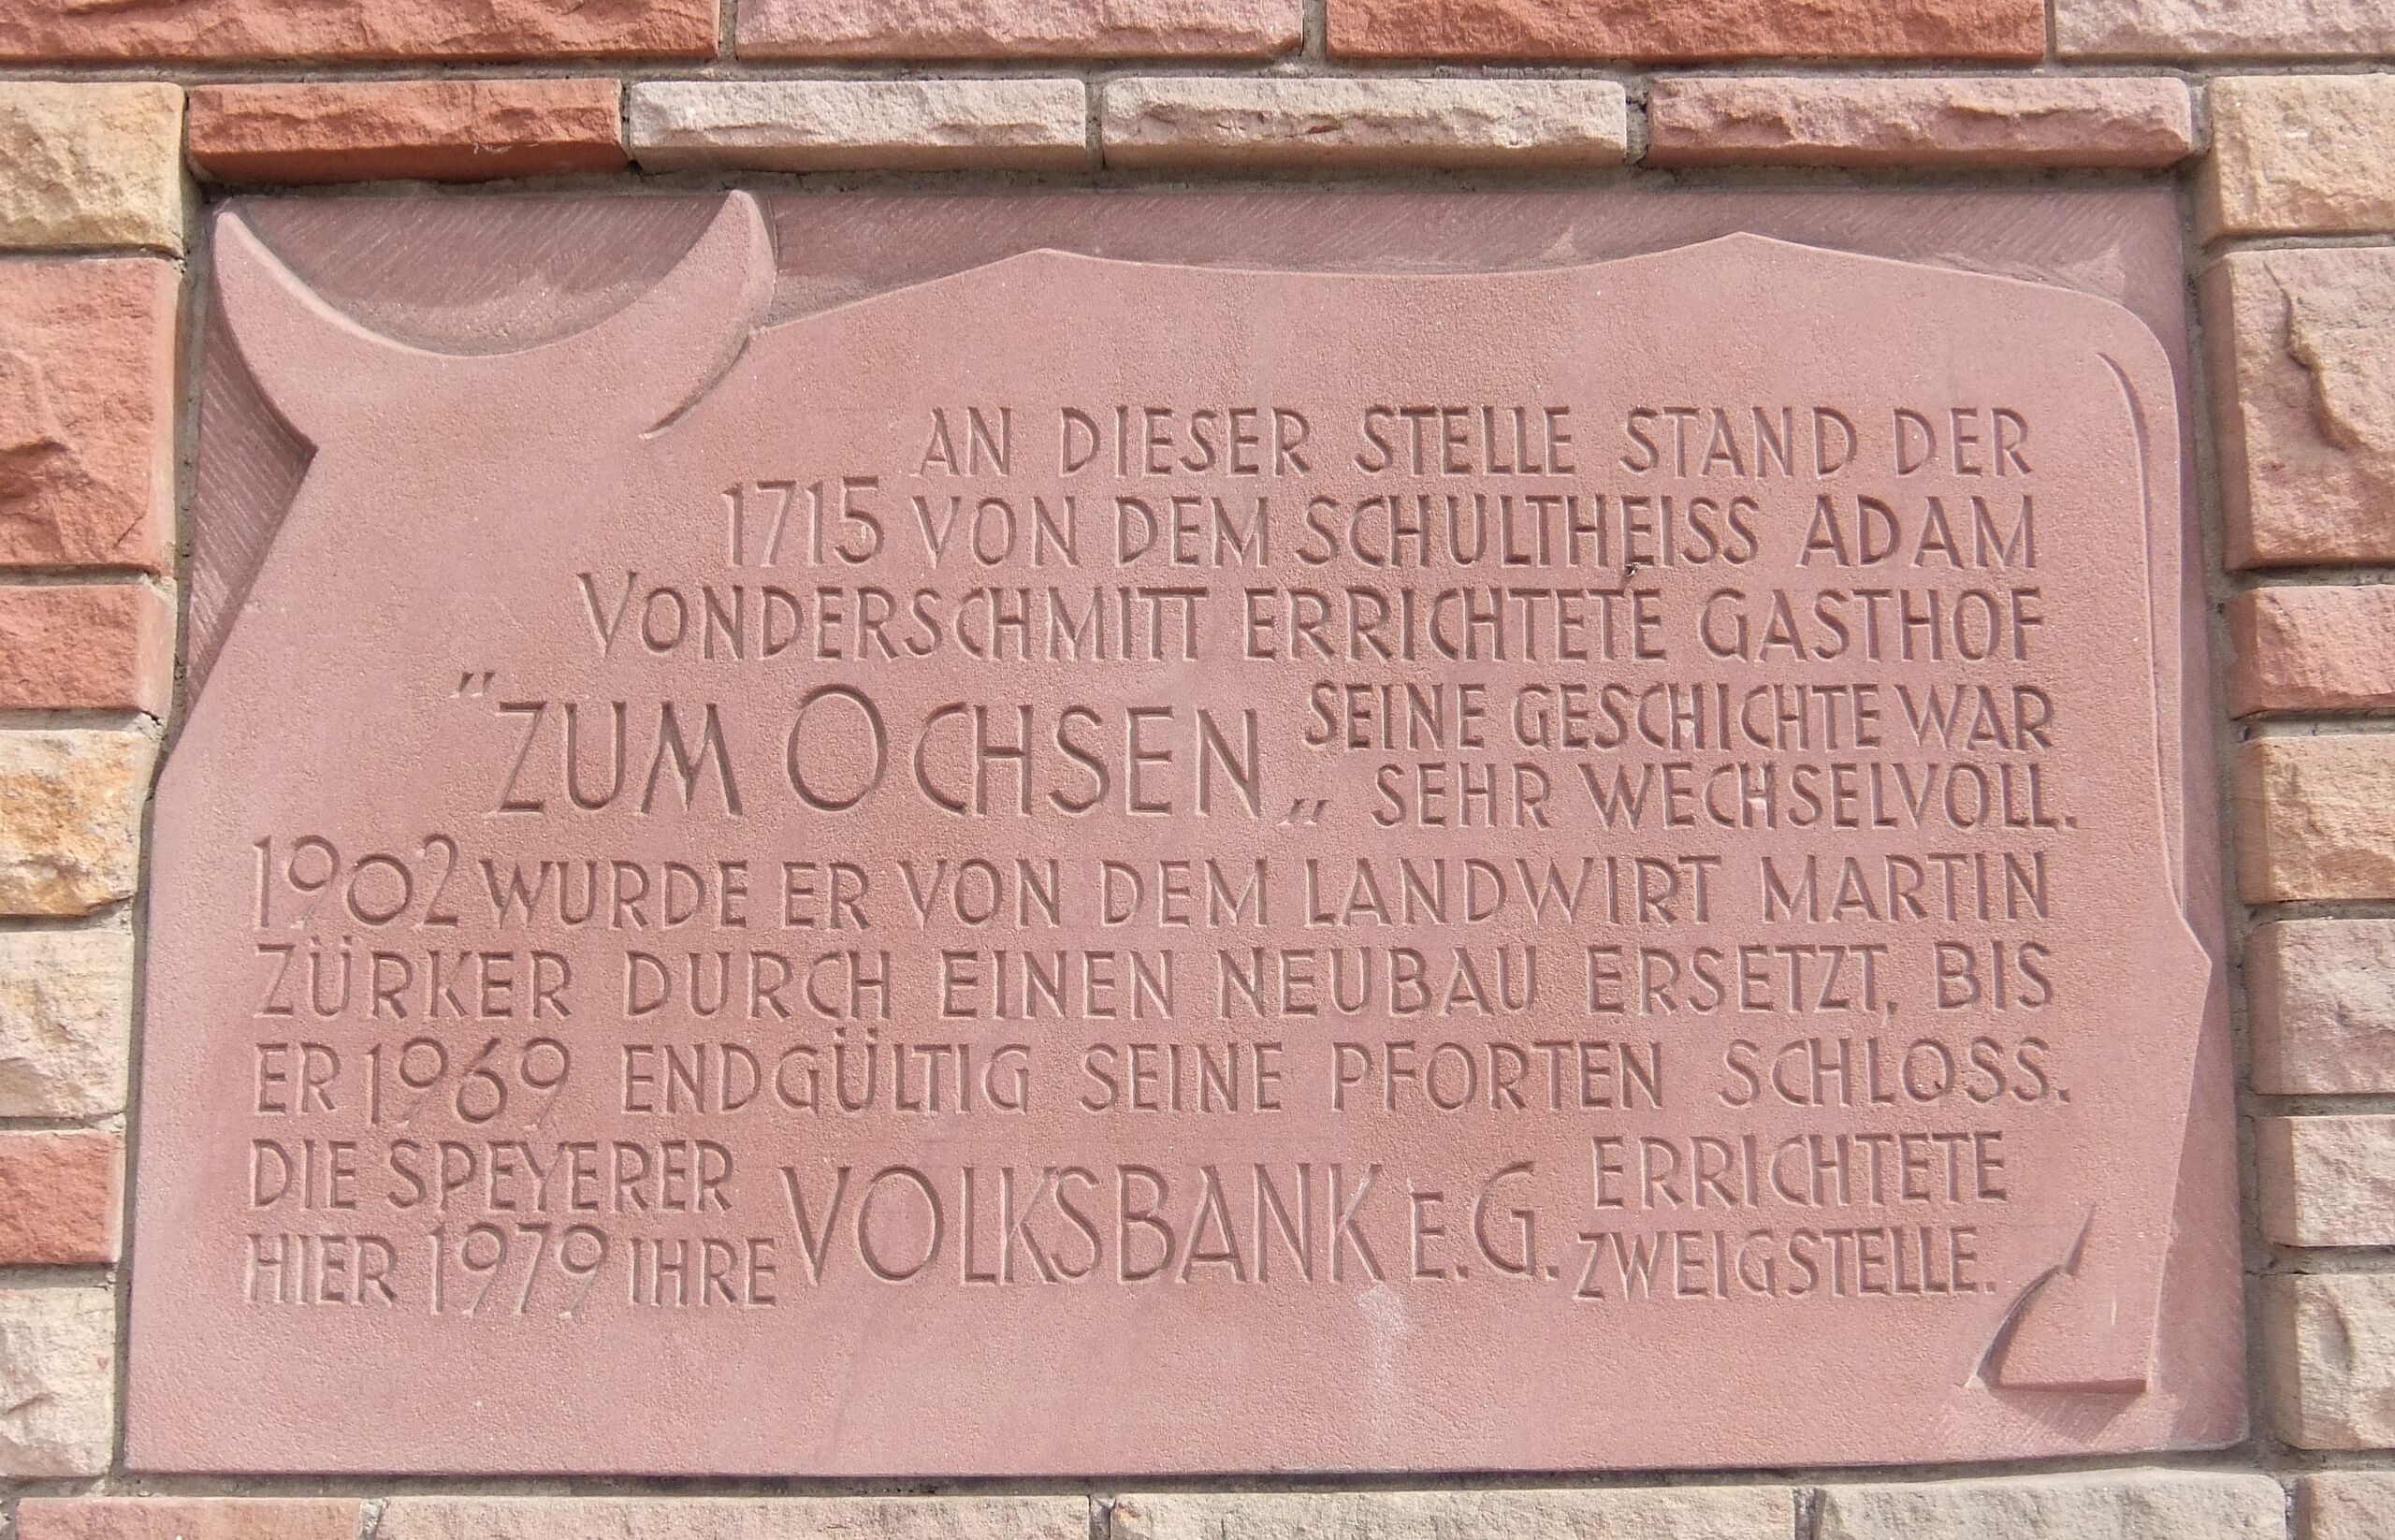 AN DIESER STELLE STAND DER
1715 VON DEM SCHULTHEISS ADAM
VONDERSCHMITT ERRICHTETE GASTHOF
"ZUM OCHSEN„ SEINE GESCHICHTE WAR
SEHR WECHSELVOLL.
1902 WURDE ER VON DEM LANDWIRT MARTIN
ZÜRKER DURCH EINEN NEUBAU ERSETZT, BIS
ER 1969 ENDGÜLTIG SEINE PFORTEN SCHLOSS.
DIE SPEYERER VOLKSBANK E.G. ERRICHTETE
HIER 1979 IHRE ZWEIGSTELLE.